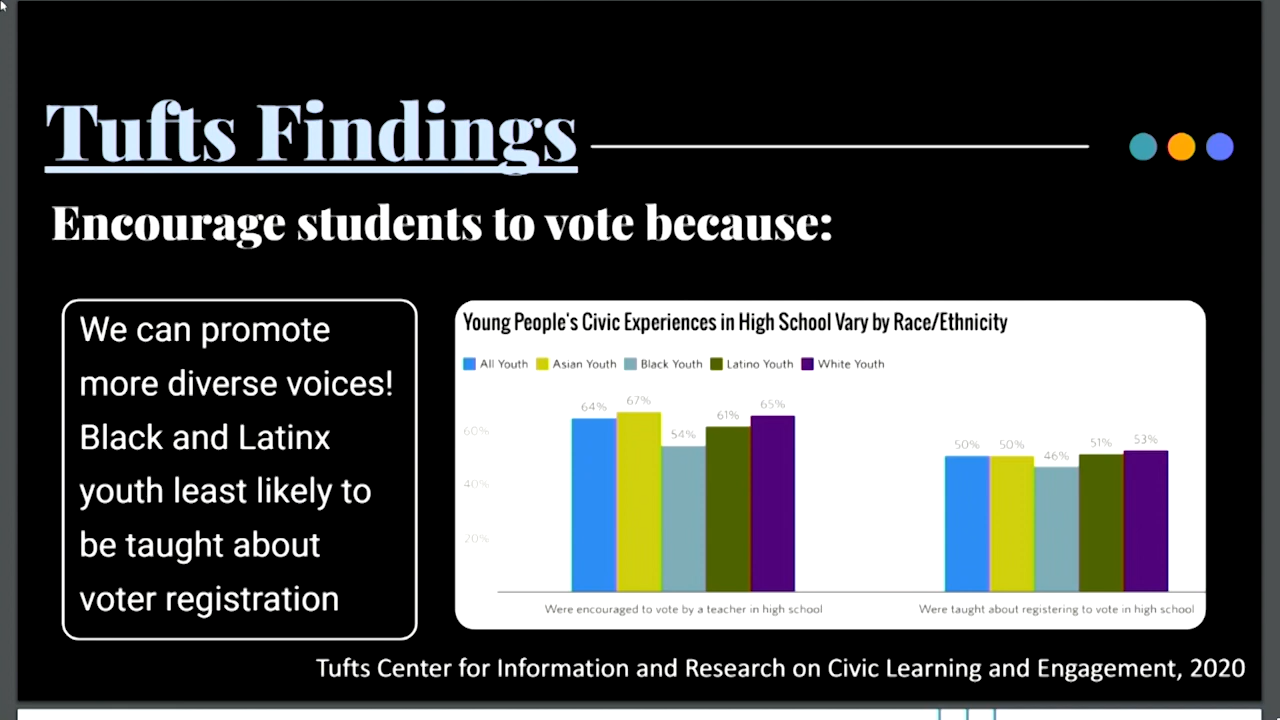 Tufts Findings
Encourage students to vote because:
We can promote
more diverse voices!
Black and Latinx
youth least likely to
be taught about
voter registration
Young People's Civic Experiences in High School Vary by Race/Ethnicity
All Youth Asian Youth Black Youth Latino Youth White Youth
60%
40%
20%
64% 67% 54% 61% 65%
50% 50% 46% 51% 53%
Were encouraged to vote by a teacher in high school
Were taught about registering to vote in high school
Tufts Center for Information and Research on Civic Learning and Engagement, 2020